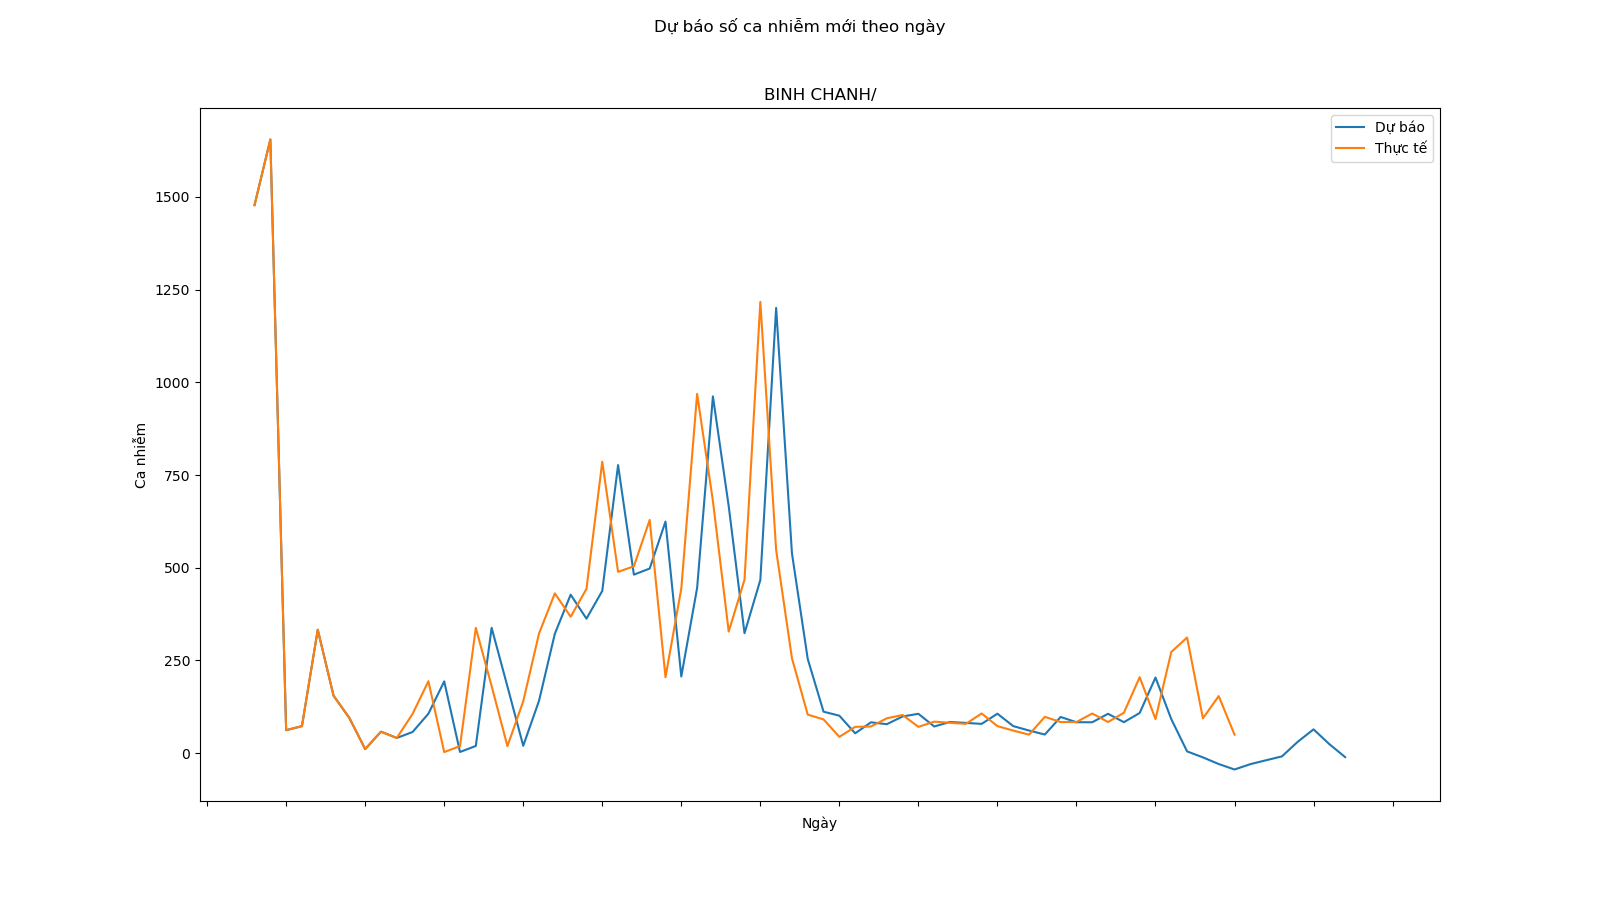 Dự báo số ca nhiễm mới theo ngày
BINH CHANH/
Dự báo
Thực tế
1500
1250
1000
750
500
250
0
Ca nhiễm
Ngày